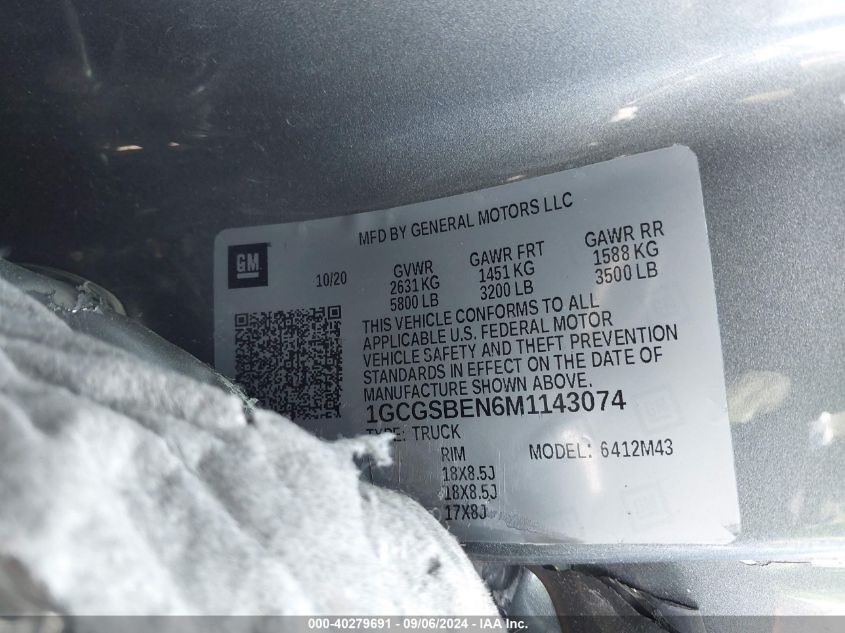 MFD BY GENERAL MOTORS LLC
GM
10/20
GVWR GAWR FRT GAWR RR
2631 KG 1451 KG 1588 KG
5800 LB 3200 LB 3500 LB
THIS VEHICLE CONFORMS TO ALL
APPLICABLE U.S. FEDERAL MOTOR
VEHICLE SAFETY AND THEFT PREVENTION
STANDARDS IN EFFECT ON THE DATE OF
MANUFACTURE SHOWN ABOVE.
1GCGSBEN6M1143074
TYPE: TRUCK
RIM MODEL: 6412M43
18X8.5J
18X8.5J
17X8J
000-40279691 - 09/06/2024 - IAA Inc.